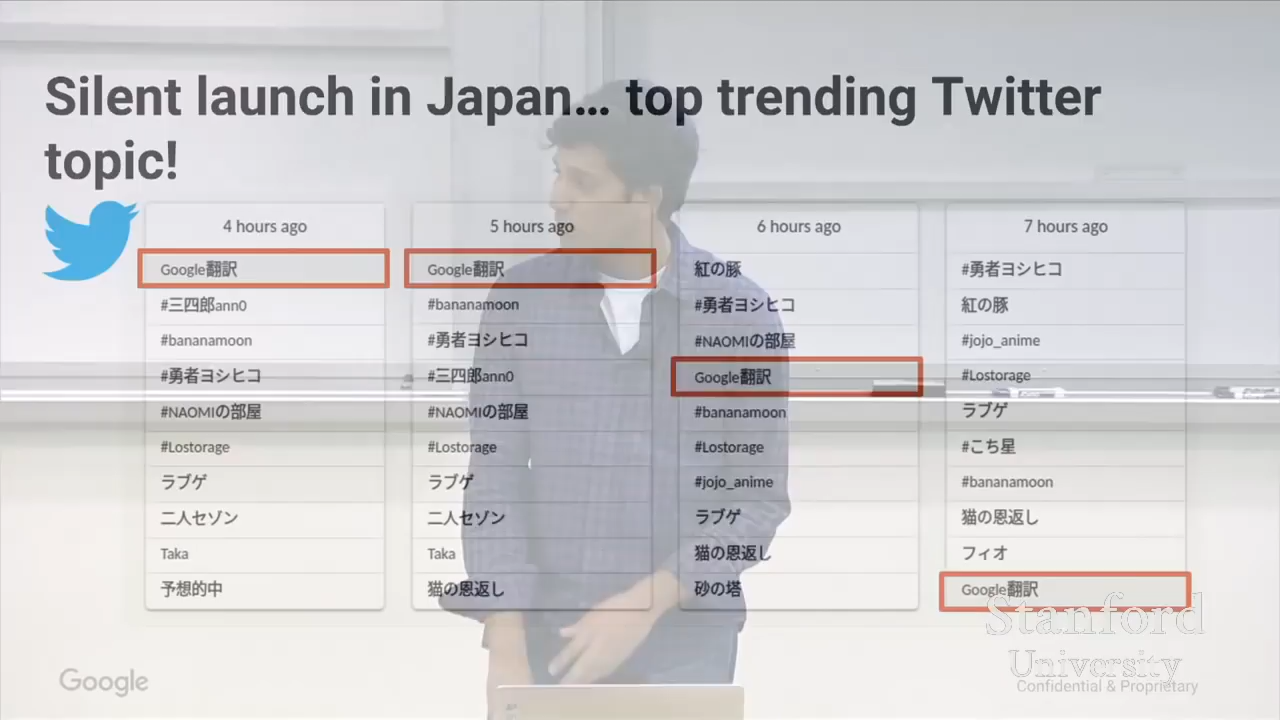 Silent launch in Japan... top trending Twitter
topic!
4 hours ago
Google翻訳
#三四郎ann0
#bananamoon
#勇者ヨシヒコ
#NAOMIの部屋
#Lostorage
ラブゲ
二人セゾン
Taka
予想的中
5 hours ago
Google翻訳
#bananamoon
#勇者ヨシヒコ
#三四郎ann0
#NAOMIの部屋
#Lostorage
ラブゲ
二人セゾン
Taka
猫の恩返し
6 hours ago
紅の豚
#勇者ヨシヒコ
#NAOMIの部屋
Google翻訳
#bananamoon
#Lostorage
#jojo_anime
ラブゲ
猫の恩返し
砂の塔
7 hours ago
#勇者ヨシヒコ
紅の豚
#jojo_anime
#Lostorage
ラブゲ
#こち星
#bananamoon
猫の恩返し
フィオ
Google翻訳
Stanford
University
Google
Confidential & Proprietary